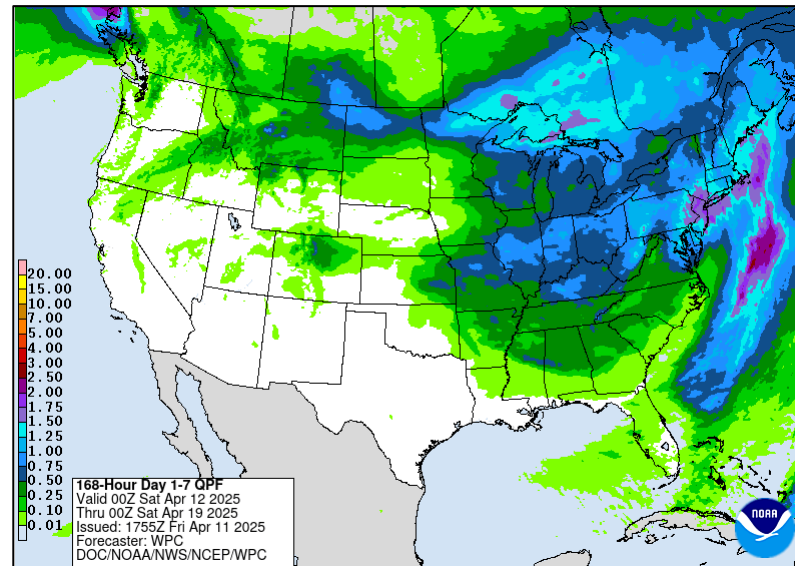 20.00
15.00
10.00
7.00
5.00
4.00
3.00
2.50
2.00
1.75
1.50
1.25
1.00
0.75
0.50
0.25
0.10
0.01
168-Hour Day 1-7 QPF
Valid 00Z Sat Apr 12 2025
Thru 00Z Sat Apr 19 2025
Issued: 1755Z Fri Apr 11 2025
Forecaster: WPC
DOC/NOAA/NWS/NCEP/WPC
NOAA